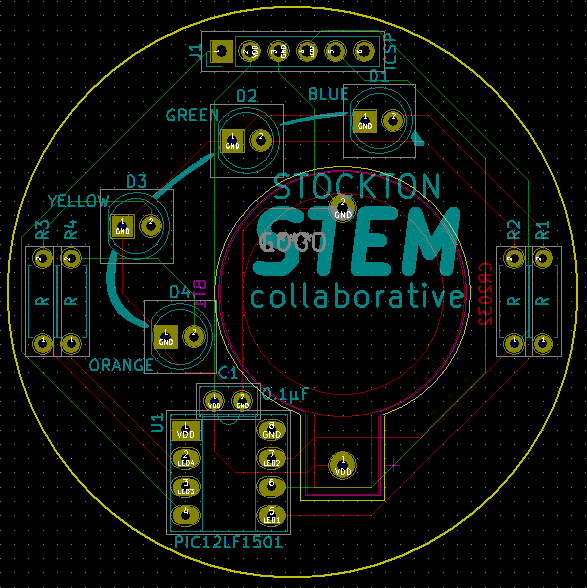 J1
ICSP
1
2
VDD
3
GND
4
GND
5
6
D1
BLUE
1
GND
2
D2
GREEN
1
GND
2
D3
YELLOW
1
GND
2
STOCKTON
STEM
collaborative
2
GND
R3
R4
R
R
R2
R1
R
R
BT1
CR2032
D4
1
GND
2
ORANGE
C1
0.1µF
1
VDD
2
GND
U1
1
VDD
8
GND
2
LED4
7
LED2
3
LED3
6
4
5
LED1
1
VDD
PIC12LF1501